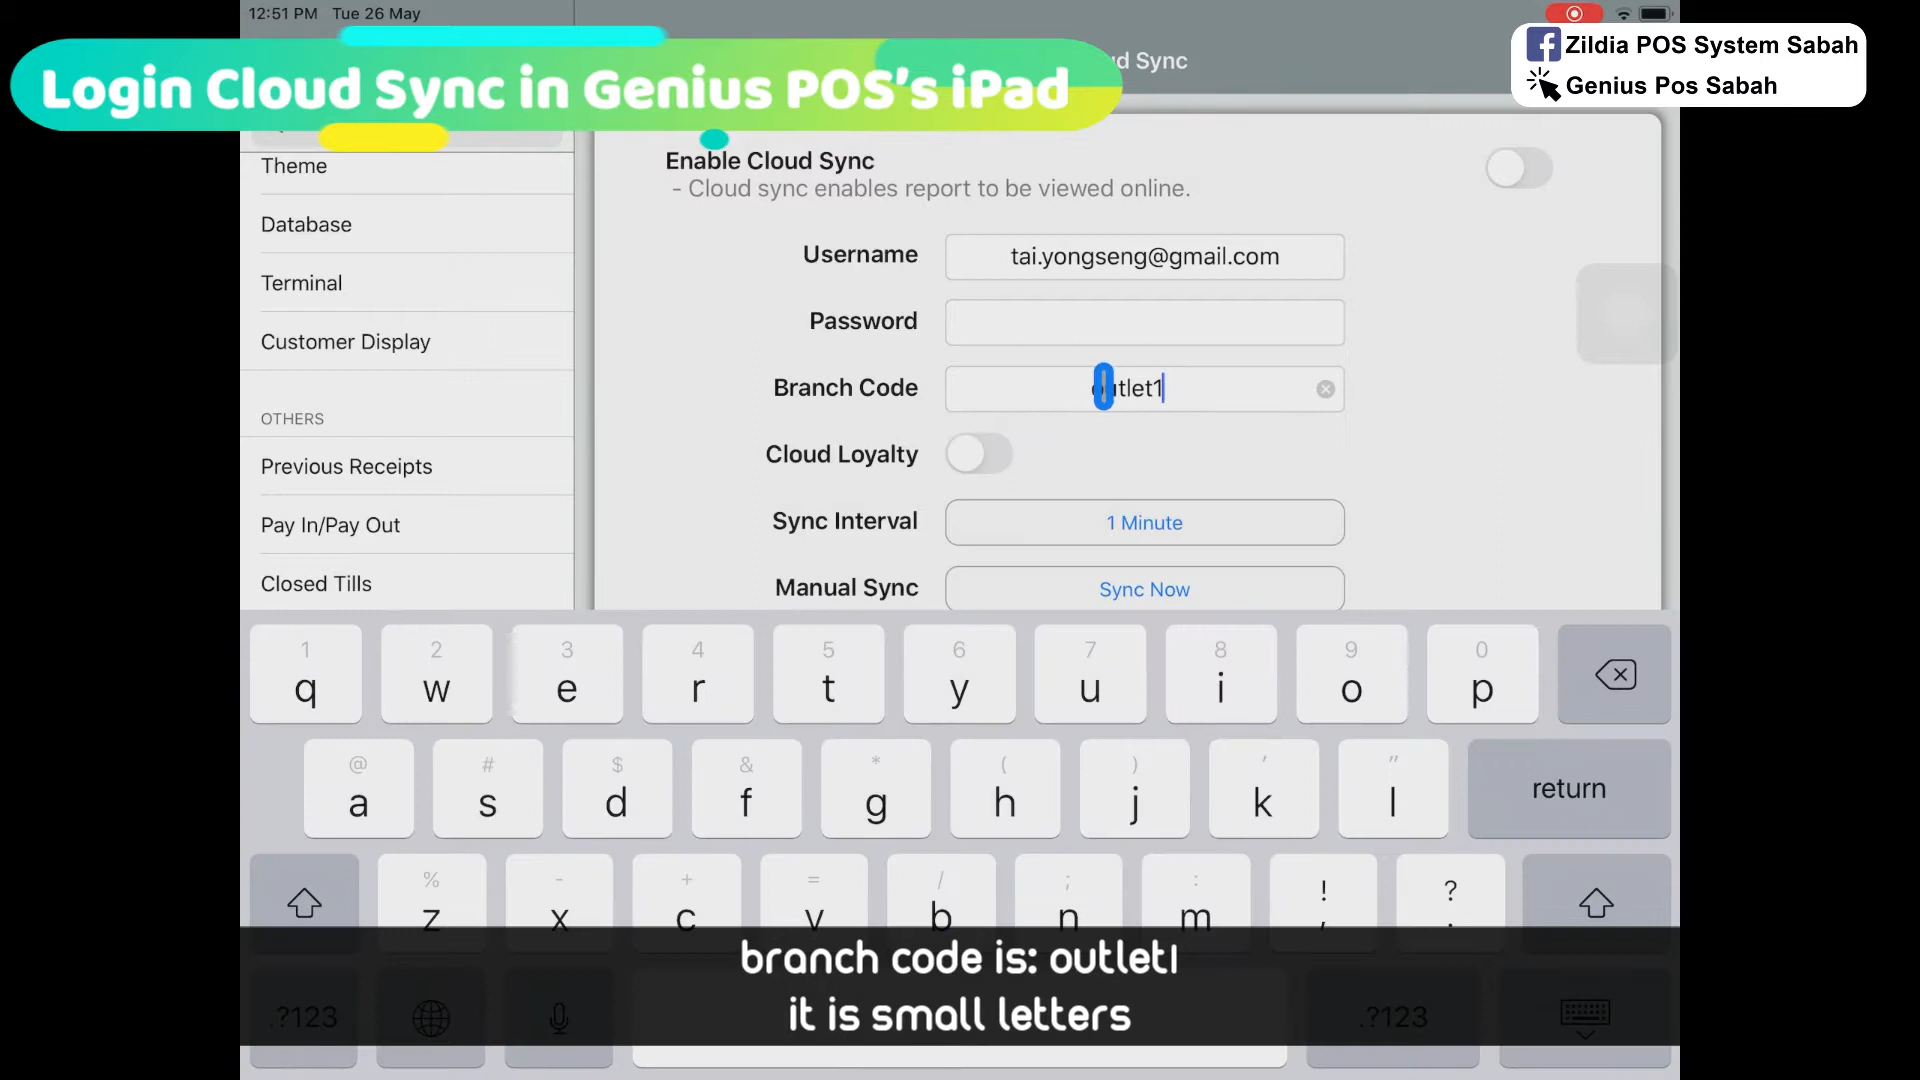 12:51 PM Tue 26 May
Login Cloud Sync in Genius POS's iPad
d Sync
Zildia POS System Sabah
Genius Pos Sabah
Theme
Database
Terminal
Customer Display
OTHERS
Previous Receipts
Pay In/Pay Out
Closed Tills
Enable Cloud Sync
- Cloud sync enables report to be viewed online.
Username tai.yongseng@gmail.com
Password
Branch Code outlet1
Cloud Loyalty
Sync Interval 1 Minute
Manual Sync Sync Now
1 2 3 4 5 6 7 8 9 0
q w e r t y u i o p
@ # $ & * ( ) ' "
a s d f g h j k l return
% - + = / ; : ! ?
z x c v b n m , .
branch code is: outlet1
it is small letters
.?123 .?123